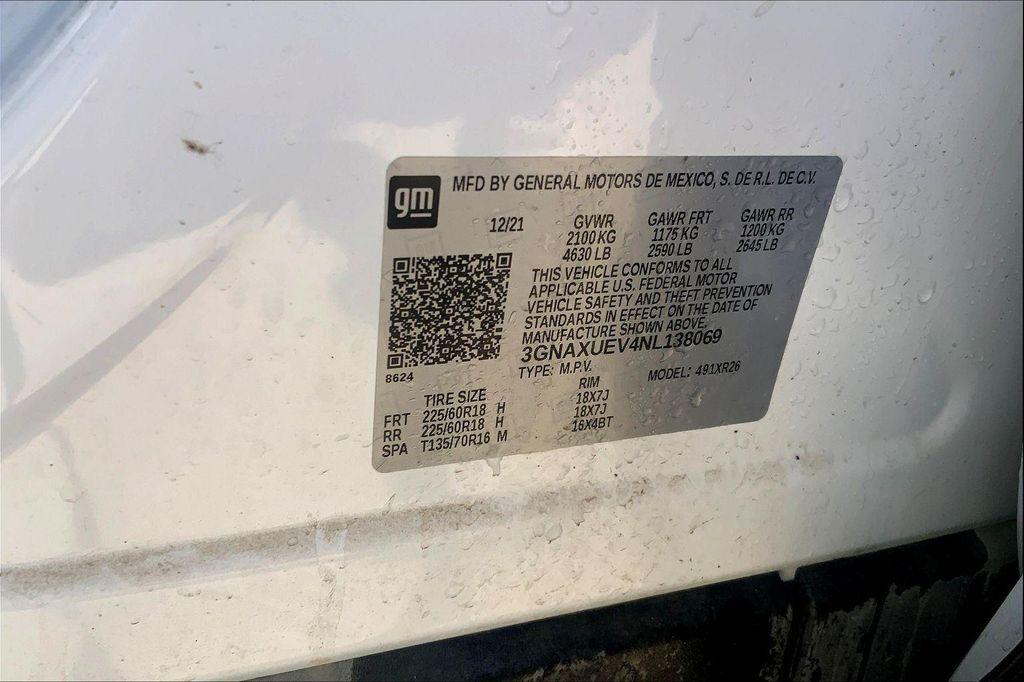 gm
MFD BY GENERAL MOTORS DE MEXICO, S. DE R.L. DE C.V.
12/21 GVWR GAWR FRT GAWR RR
2100 KG 1175 KG 1200 KG
4630 LB 2590 LB 2645 LB
THIS VEHICLE CONFORMS TO ALL
APPLICABLE U.S. FEDERAL MOTOR
VEHICLE SAFETY AND THEFT PREVENTION
STANDARDS IN EFFECT ON THE DATE OF
MANUFACTURE SHOWN ABOVE.
3GNAXUEV4NL138069
8624
TYPE: M.P.V. MODEL: 491XR26
TIRE SIZE RIM
FRT 225/60R18 H 18X7J
RR 225/60R18 H 18X7J
SPA T135/70R16 M 16X4BT